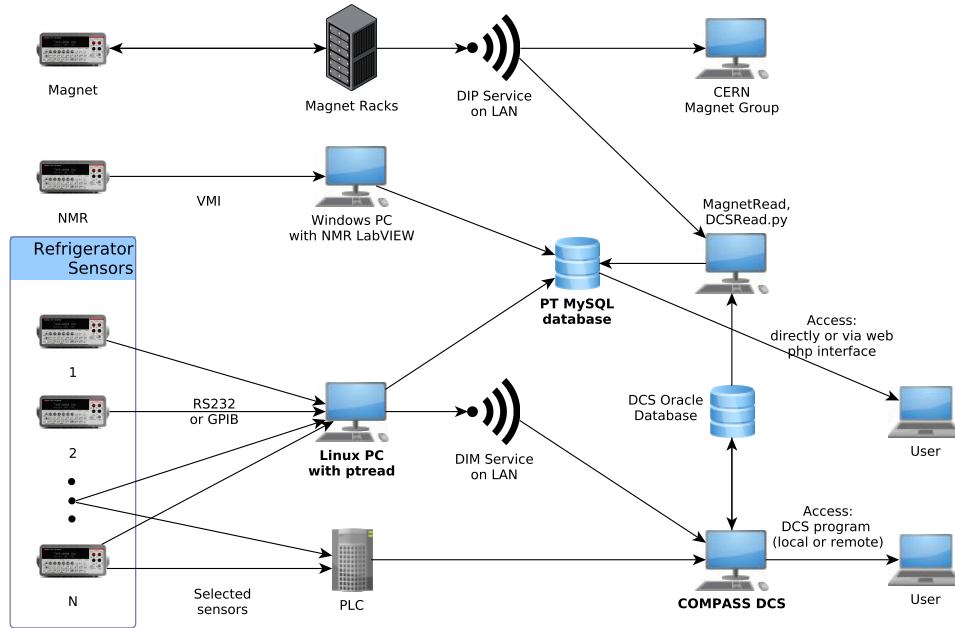 Magnet
Magnet Racks
DIP Service
on LAN
CERN
Magnet Group
NMR
VMI
Windows PC
with NMR LabVIEW
MagnetRead,
DCSRead.py
Refrigerator
Sensors
PT MySQL
database
Access:
directly or via web
php interface
1
RS232
or GPIB
2
Linux PC
with ptread
DIM Service
on LAN
DCS Oracle
Database
User
Access:
DCS program
(local or remote)
N
Selected
sensors
PLC
COMPASS DCS
User